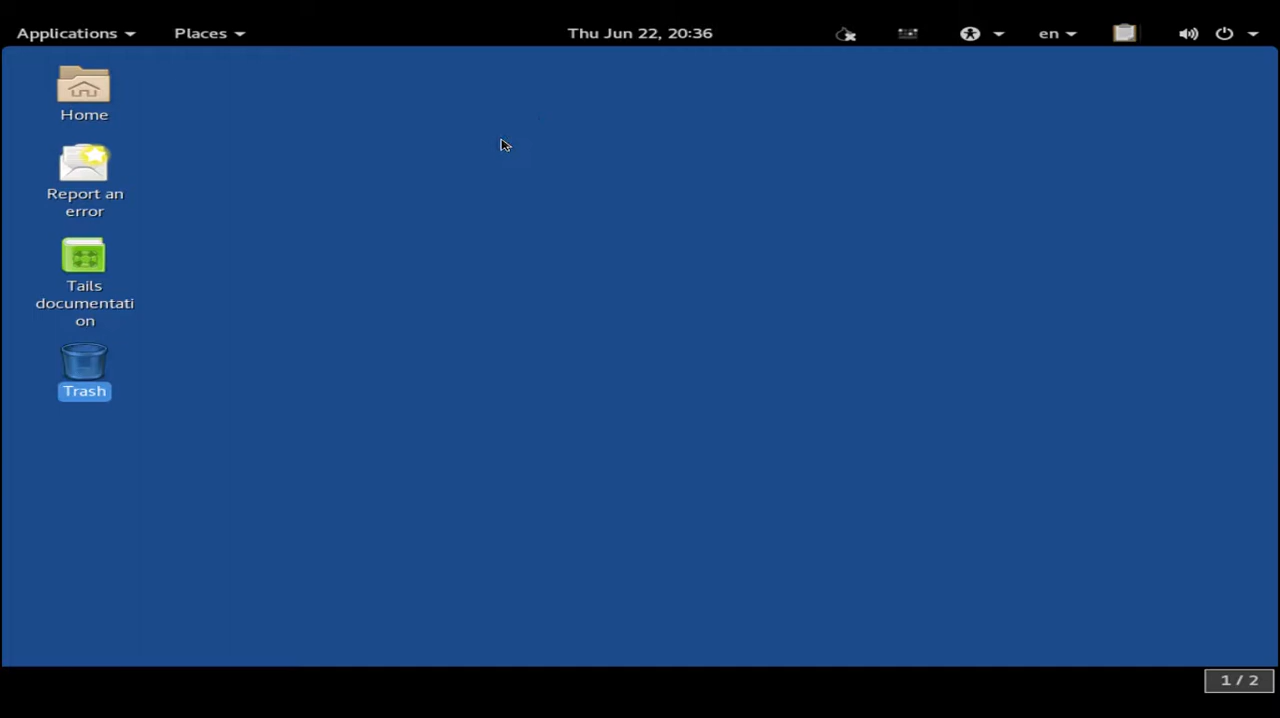 Applications Places Thu Jun 22, 20:36 en
Home
Report an
error
Tails
documentati
on
Trash
1 / 2